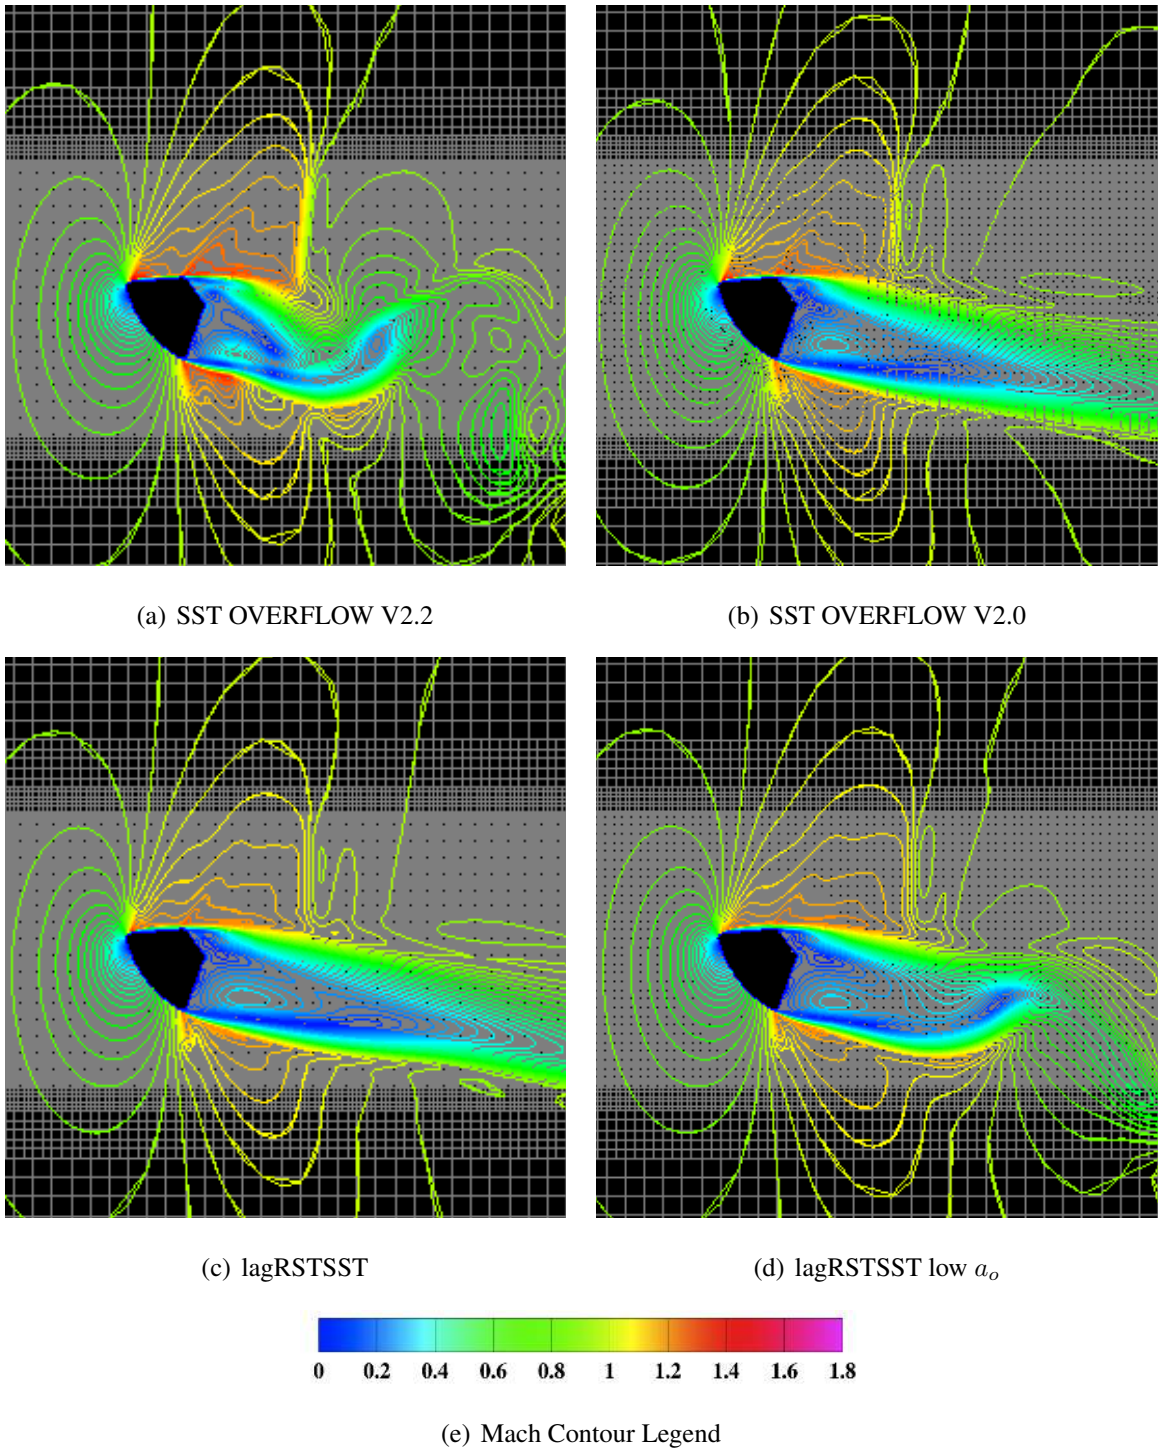 (a) SST OVERFLOW V2.2
(b) SST OVERFLOW V2.0
(c) lagRSTSST
(d) lagRSTSST low a_o
0 0.2 0.4 0.6 0.8 1 1.2 1.4 1.6 1.8
(e) Mach Contour Legend